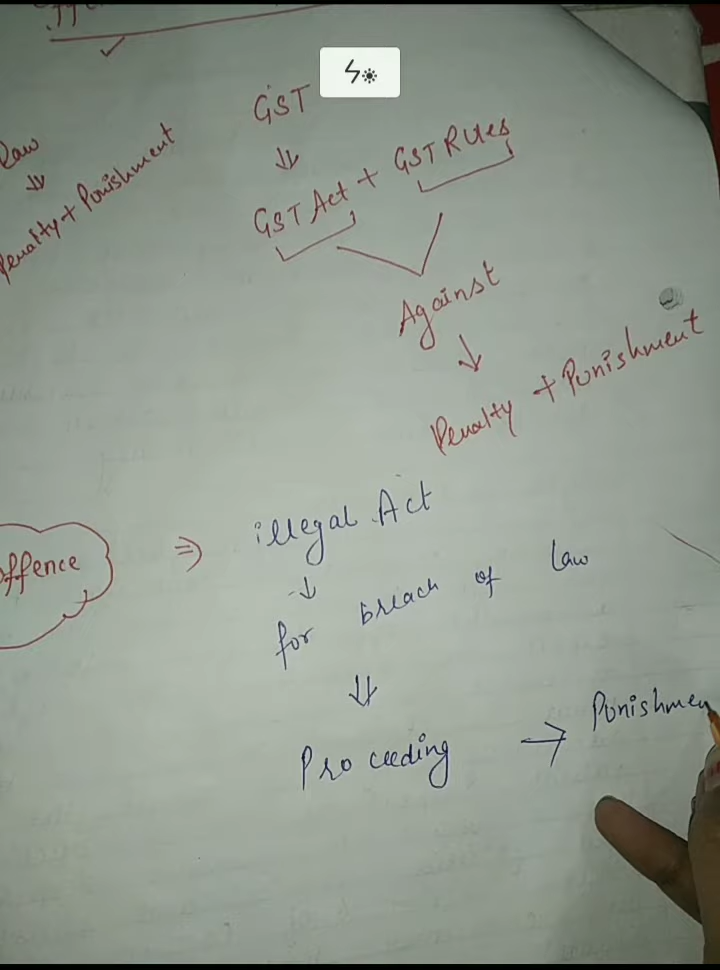 GST
Law
⇓
Penalty + Ponishment
⇓
GST Act + GST Rules
Against
↓
Penalty + Punishment
offence ⇒ illegal Act
↓
for breach of law
⇓
Proceeding → Punishmen